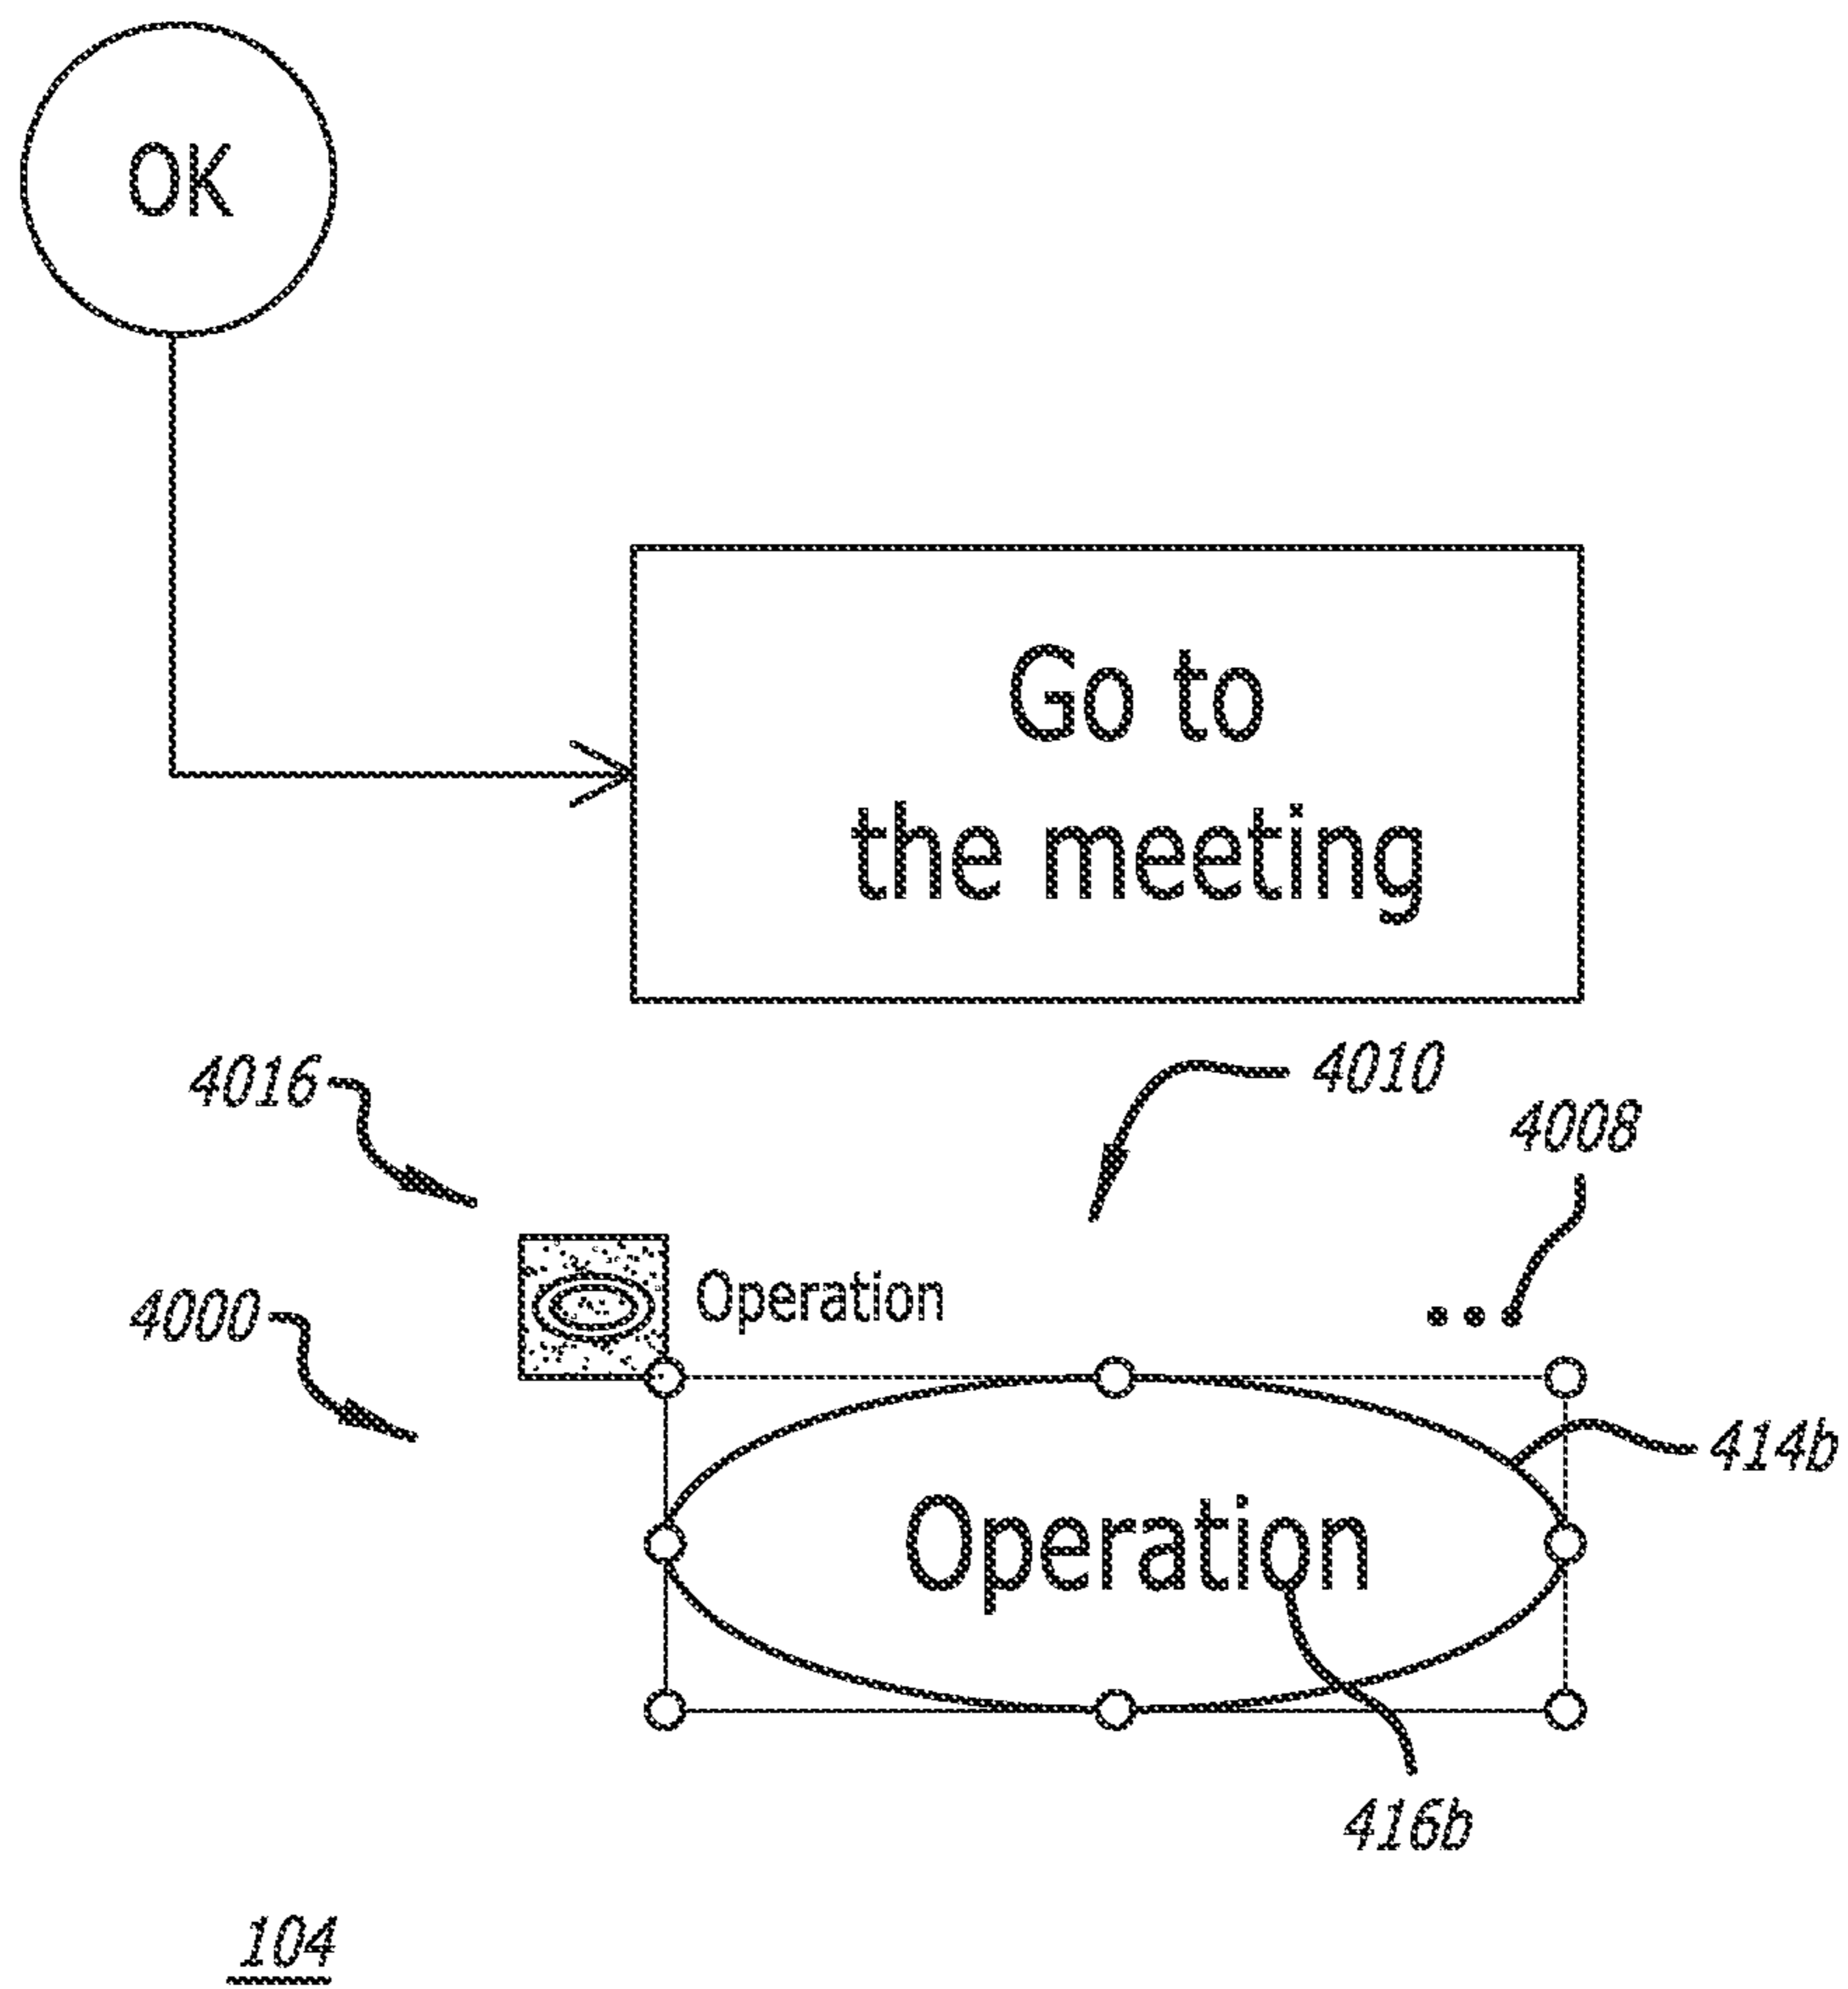 OK
Go to
the meeting
4016
4010
4008
4000
Operation
414b
Operation
416b
104